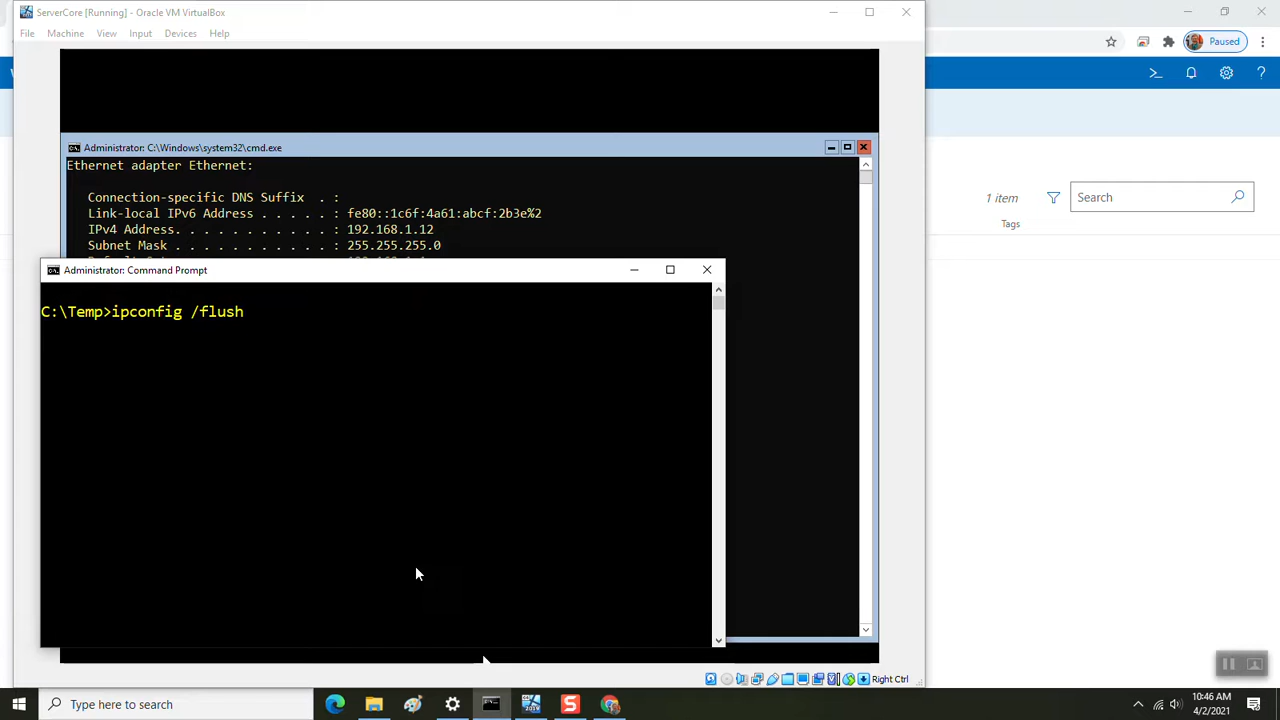 ServerCore [Running] - Oracle VM VirtualBox
File Machine View Input Devices Help
Paused
Administrator: C:\Windows\system32\cmd.exe
Ethernet adapter Ethernet:
Connection-specific DNS Suffix . :
Link-local IPv6 Address . . . . . : fe80::1c6f:4a61:abcf:2b3e%2
IPv4 Address. . . . . . . . . . . : 192.168.1.12
Subnet Mask . . . . . . . . . . . : 255.255.255.0
1 item
Search
Tags
Administrator: Command Prompt
C:\Temp>ipconfig /flush
Right Ctrl
Type here to search
10:46 AM
4/2/2021